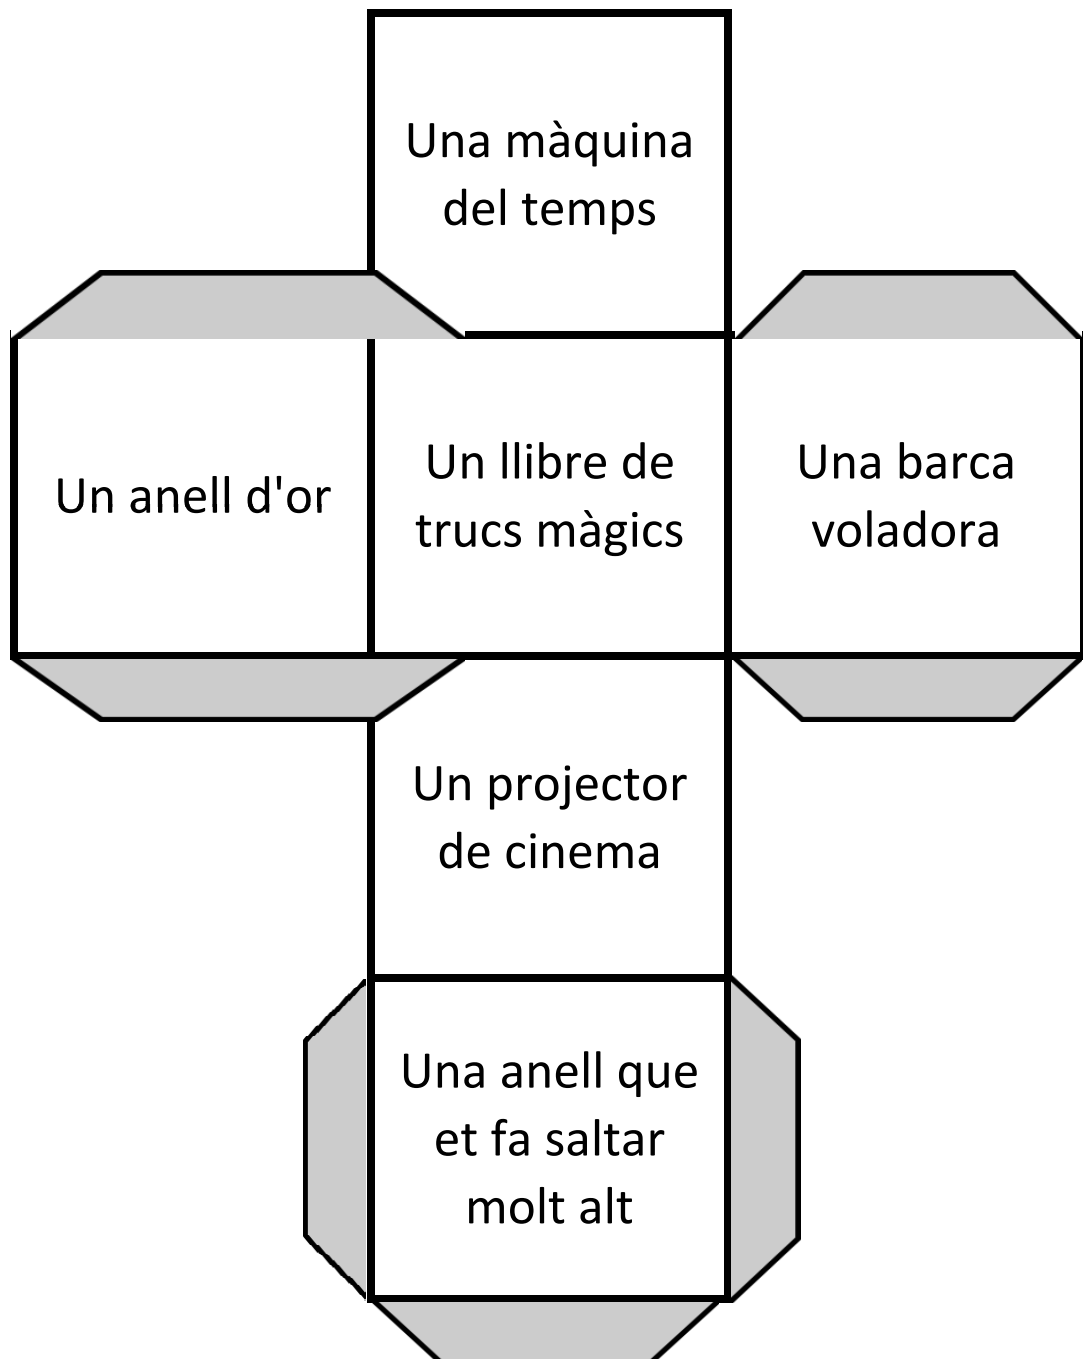 Una màquina
del temps
Un anell d'or
Un llibre de
trucs màgics
Una barca
voladora
Un projector
de cinema
Una anell que
et fa saltar
molt alt